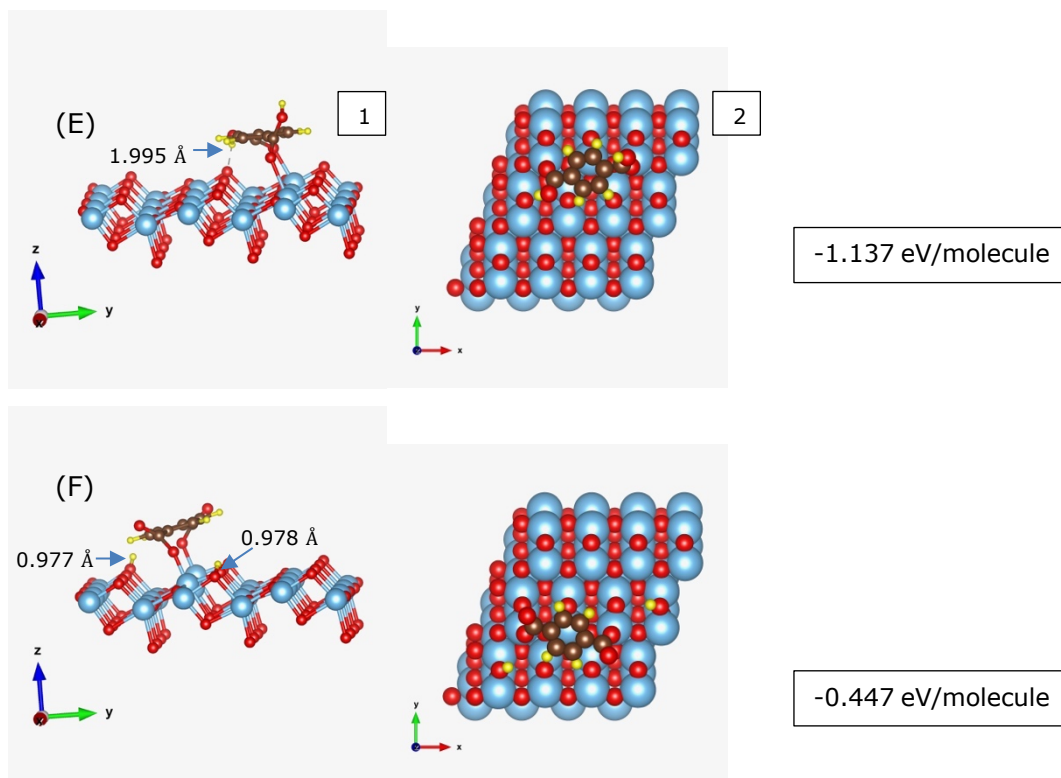 (E)
1
2
1.995 Å
z
y
x
y
z
x
-1.137 eV/molecule
(F)
0.977 Å
0.978 Å
z
y
x
y
z
x
-0.447 eV/molecule